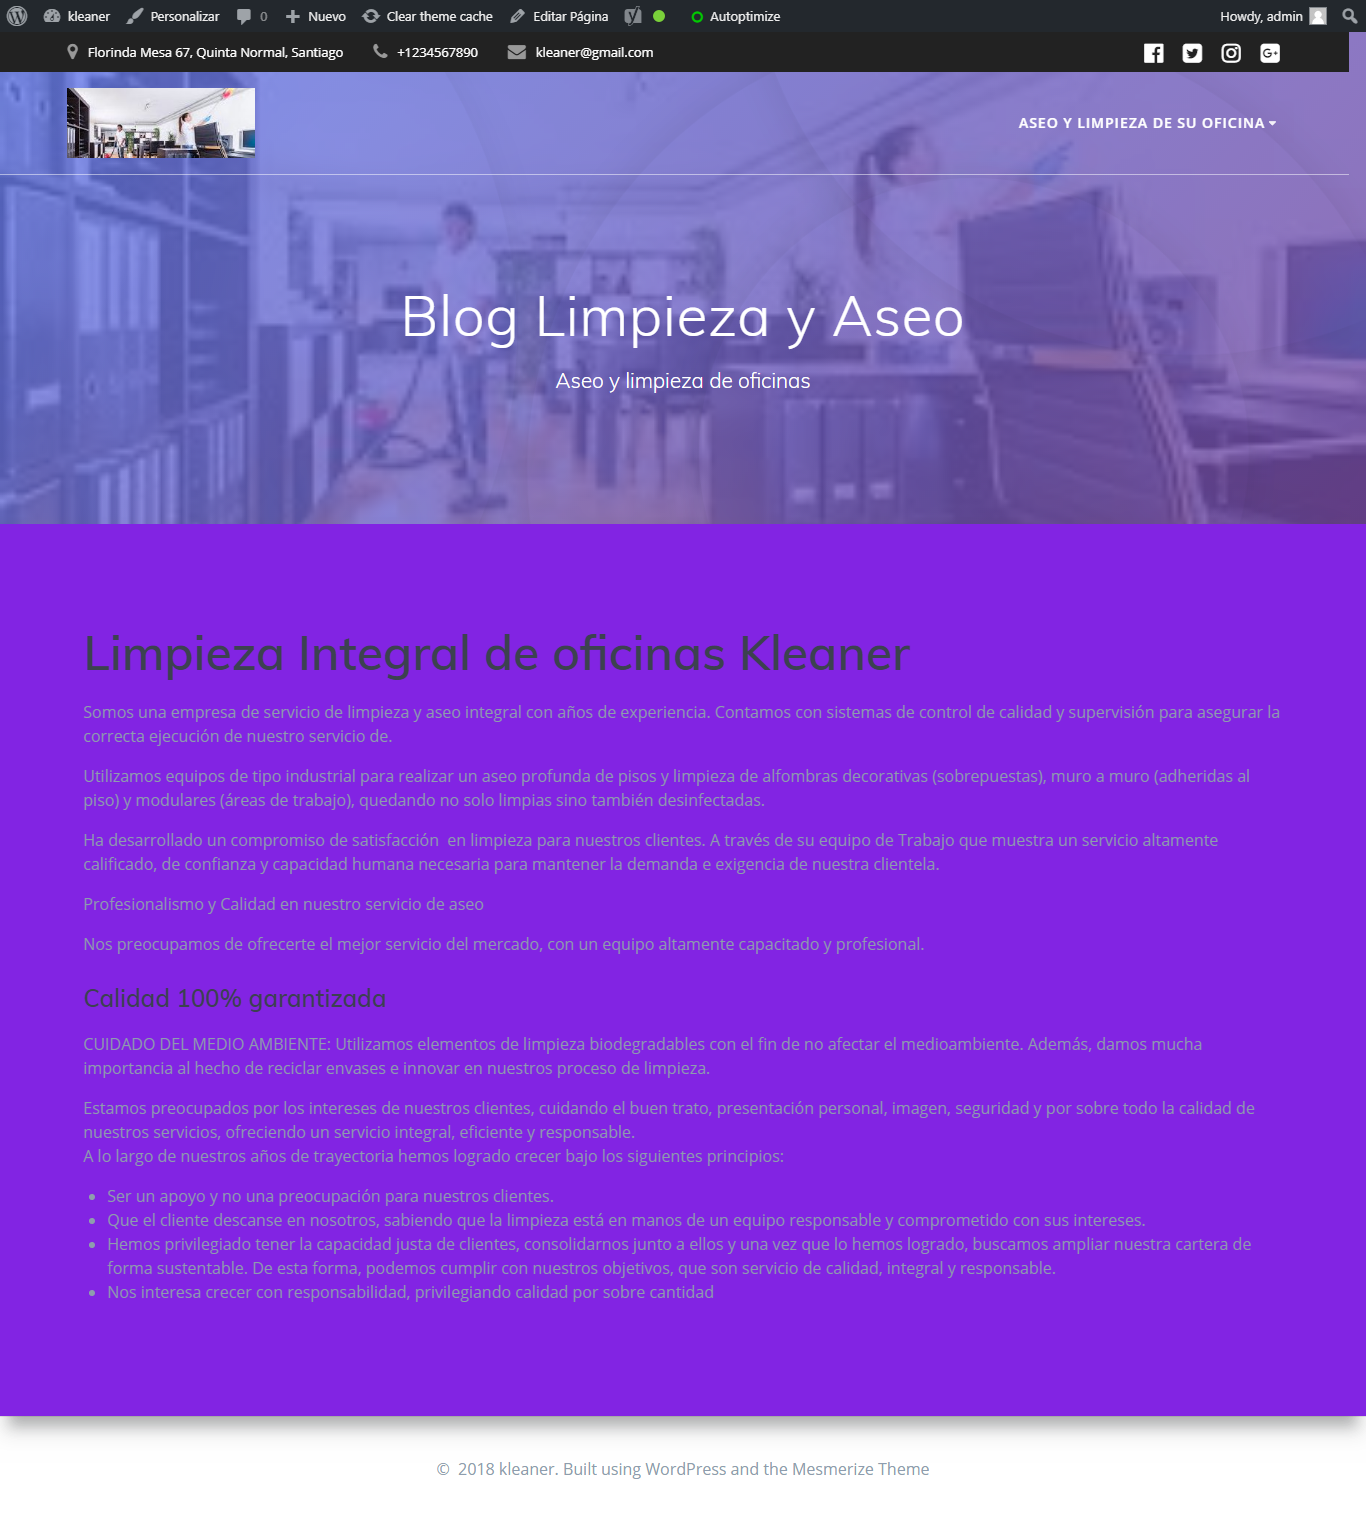 kleaner Personalizar 0 Nuevo Clear theme cache Editar Página Autoptimize Howdy, admin
Florinda Mesa 67, Quinta Normal, Santiago +1234567890 kleaner@gmail.com
ASEO Y LIMPIEZA DE SU OFICINA
Blog Limpieza y Aseo
Aseo y limpieza de oficinas
Limpieza Integral de oficinas Kleaner
Somos una empresa de servicio de limpieza y aseo integral con años de experiencia. Contamos con sistemas de control de calidad y supervisión para asegurar la
correcta ejecución de nuestro servicio de.
Utilizamos equipos de tipo industrial para realizar un aseo profunda de pisos y limpieza de alfombras decorativas (sobrepuestas), muro a muro (adheridas al
piso) y modulares (áreas de trabajo), quedando no solo limpias sino también desinfectadas.
Ha desarrollado un compromiso de satisfacción  en limpieza para nuestros clientes. A través de su equipo de Trabajo que muestra un servicio altamente
calificado, de confianza y capacidad humana necesaria para mantener la demanda e exigencia de nuestra clientela.
Profesionalismo y Calidad en nuestro servicio de aseo
Nos preocupamos de ofrecerte el mejor servicio del mercado, con un equipo altamente capacitado y profesional.
Calidad 100% garantizada
CUIDADO DEL MEDIO AMBIENTE: Utilizamos elementos de limpieza biodegradables con el fin de no afectar el medioambiente. Además, damos mucha
importancia al hecho de reciclar envases e innovar en nuestros proceso de limpieza.
Estamos preocupados por los intereses de nuestros clientes, cuidando el buen trato, presentación personal, imagen, seguridad y por sobre todo la calidad de
nuestros servicios, ofreciendo un servicio integral, eficiente y responsable.
A lo largo de nuestros años de trayectoria hemos logrado crecer bajo los siguientes principios:
• Ser un apoyo y no una preocupación para nuestros clientes.
• Que el cliente descanse en nosotros, sabiendo que la limpieza está en manos de un equipo responsable y comprometido con sus intereses.
• Hemos privilegiado tener la capacidad justa de clientes, consolidarnos junto a ellos y una vez que lo hemos logrado, buscamos ampliar nuestra cartera de
forma sustentable. De esta forma, podemos cumplir con nuestros objetivos, que son servicio de calidad, integral y responsable.
• Nos interesa crecer con responsabilidad, privilegiando calidad por sobre cantidad
© 2018 kleaner. Built using WordPress and the Mesmerize Theme